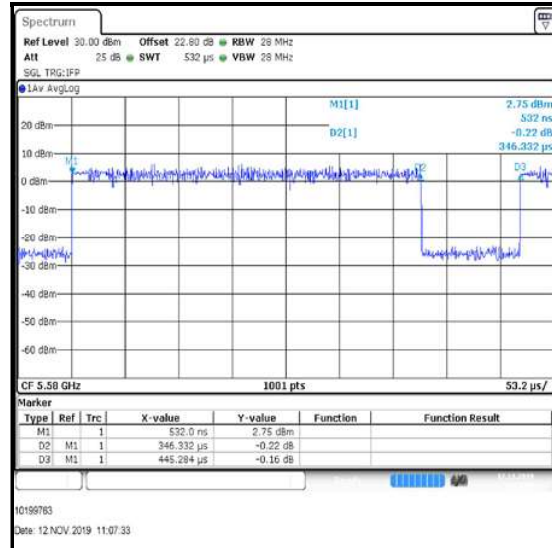 Spectrum
Ref Level 30.00 dBm Offset 22.80 dB RBW 28 MHz
Att 25 dB SWT 532 µs VBW 28 MHz
SGL TRG:IFP
1Av AvgLog
M1[1] 2.75 dBm
532 ns
20 dBm
D2[1] -0.22 dB
346.332 µs
10 dBm
M1 D2 D3
0 dBm
-10 dBm
-20 dBm
-30 dBm
-40 dBm
-50 dBm
-60 dBm
CF 5.58 GHz 1001 pts 53.2 µs/
Marker
Type Ref Trc X-value Y-value Function Function Result
M1 1 532.0 ns 2.75 dBm
D2 M1 1 346.332 µs -0.22 dB
D3 M1 1 445.284 µs -0.16 dB
10199763
Date: 12.NOV.2019 11:07:33